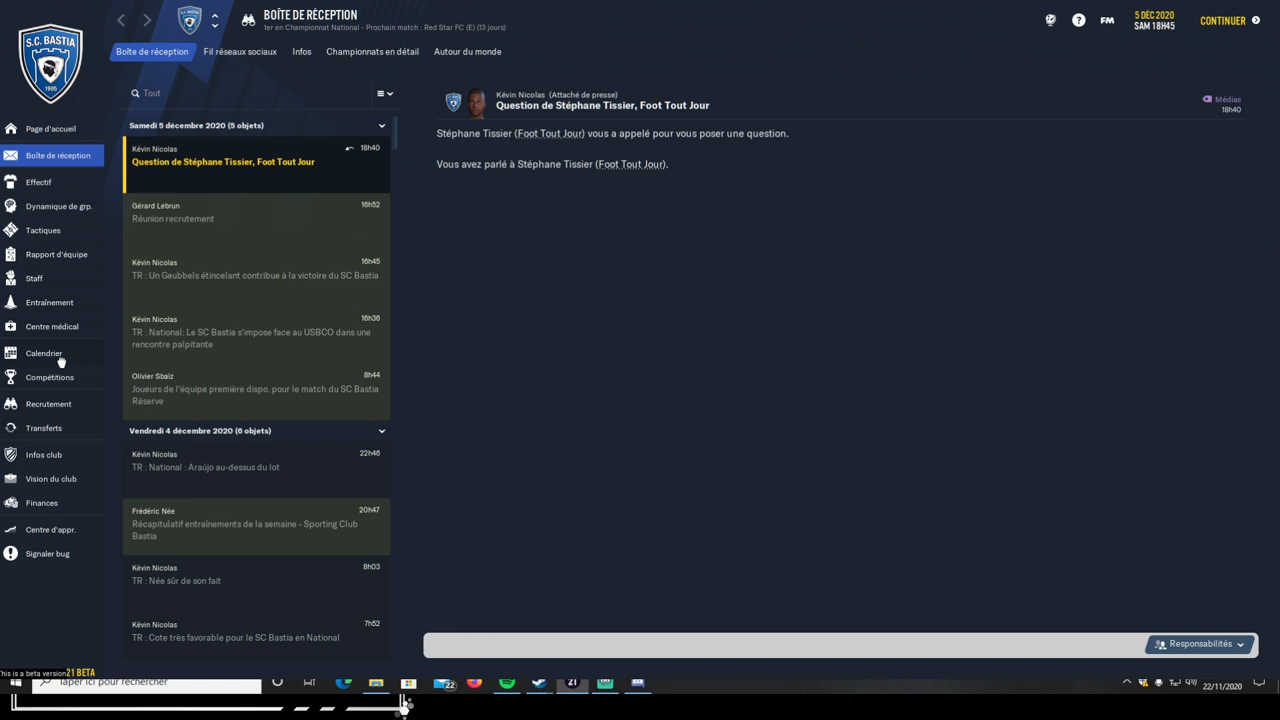 BOÎTE DE RÉCEPTION
1er en Championnat National - Prochain match : Red Star FC (E) (13 jours)
FM
5 DÉC 2020
SAM 18H45
CONTINUER
Boîte de réception
Fil réseaux sociaux
Infos
Championnats en détail
Autour du monde
S.C. BASTIA
1905
Page d'accueil
Boîte de réception
Effectif
Dynamique de grp.
Tactiques
Rapport d'équipe
Staff
Entraînement
Centre médical
Calendrier
Compétitions
Recrutement
Transferts
Infos club
Vision du club
Finances
Centre d'appr.
Signaler bug
Tout
Samedi 5 décembre 2020 (5 objets)
Kévin Nicolas 18h40
Question de Stéphane Tissier, Foot Tout Jour
Gérard Lebrun 16h52
Réunion recrutement
Kévin Nicolas 16h45
TR : Un Geubbels étincelant contribue à la victoire du SC Bastia
Kévin Nicolas 16h36
TR : National: Le SC Bastia s'impose face au USBCO dans une
rencontre palpitante
Olivier Sbaïz 8h44
Joueurs de l'équipe première dispo. pour le match du SC Bastia
Réserve
Vendredi 4 décembre 2020 (6 objets)
Kévin Nicolas 22h46
TR : National : Araújo au-dessus du lot
Frédéric Née 20h47
Récapitulatif entraînements de la semaine - Sporting Club
Bastia
Kévin Nicolas 8h03
TR : Née sûr de son fait
Kévin Nicolas 7h52
TR : Cote très favorable pour le SC Bastia en National
Kévin Nicolas (Attaché de presse)
Question de Stéphane Tissier, Foot Tout Jour
Médias
18h40
Stéphane Tissier (Foot Tout Jour) vous a appelé pour vous poser une question.
Vous avez parlé à Stéphane Tissier (Foot Tout Jour).
Responsabilités
This is a beta version 21 BETA
Taper ici pour rechercher
22
21
22/11/2020